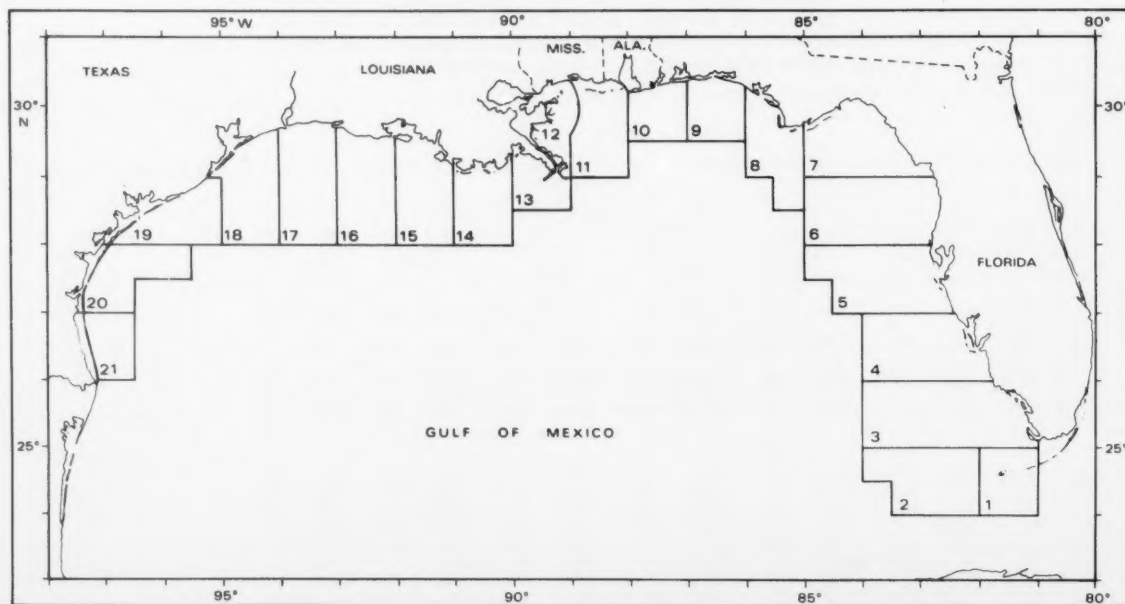 95° W 90° 85° 80°
TEXAS LOUISIANA MISS. ALA.
30°
N
30°
12 10 9
11 8 7
13
19 18 17 16 15 14 6
FLORIDA
20 5
21 4
GULF OF MEXICO
25° 3 25°
2 1
95° 90° 85° 80°